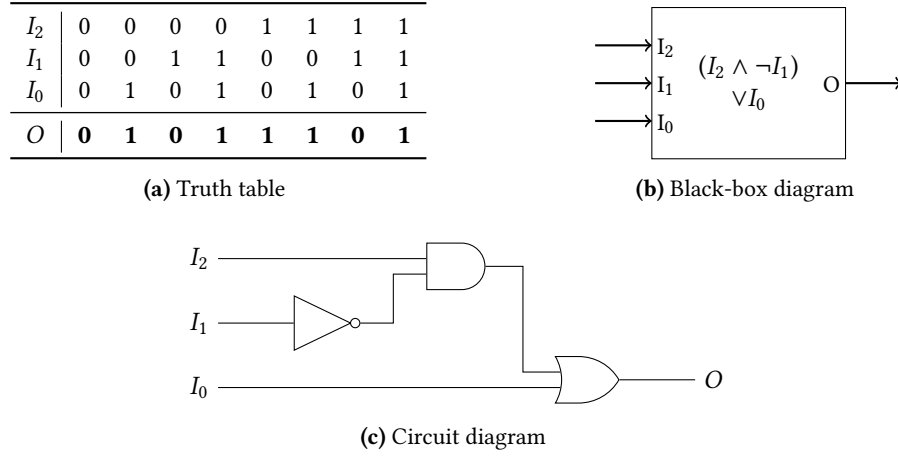 I₂ 0 0 0 0 1 1 1 1
I₁ 0 0 1 1 0 0 1 1
I₀ 0 1 0 1 0 1 0 1
O 0 1 0 1 1 1 0 1
(a) Truth table
I₂
I₁
I₀
(I₂ ∧ ¬I₁)
∨I₀
O
(b) Black-box diagram
I₂
I₁
I₀
O
(c) Circuit diagram